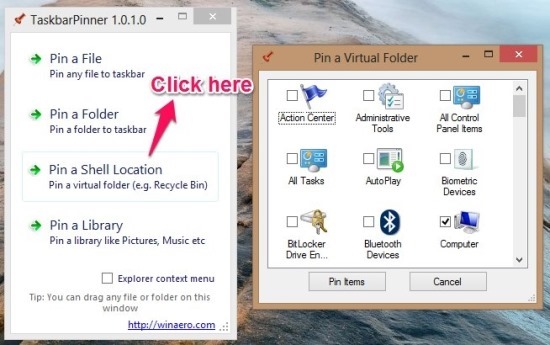 TaskbarPinner 1.0.1.0
Pin a File
Pin any file to taskbar
Click here
Pin a Folder
Pin a folder to taskbar
Pin a Shell Location
Pin a virtual folder (e.g. Recycle Bin)
Pin a Library
Pin a library like Pictures, Music etc
Explorer context menu
Tip: You can drag any file or folder on this
window
http://winaero.com
Pin a Virtual Folder
Action Center
Administrative
Tools
All Control
Panel Items
All Tasks
AutoPlay
Biometric
Devices
BitLocker
Drive En...
Bluetooth
Devices
Computer
Pin Items
Cancel